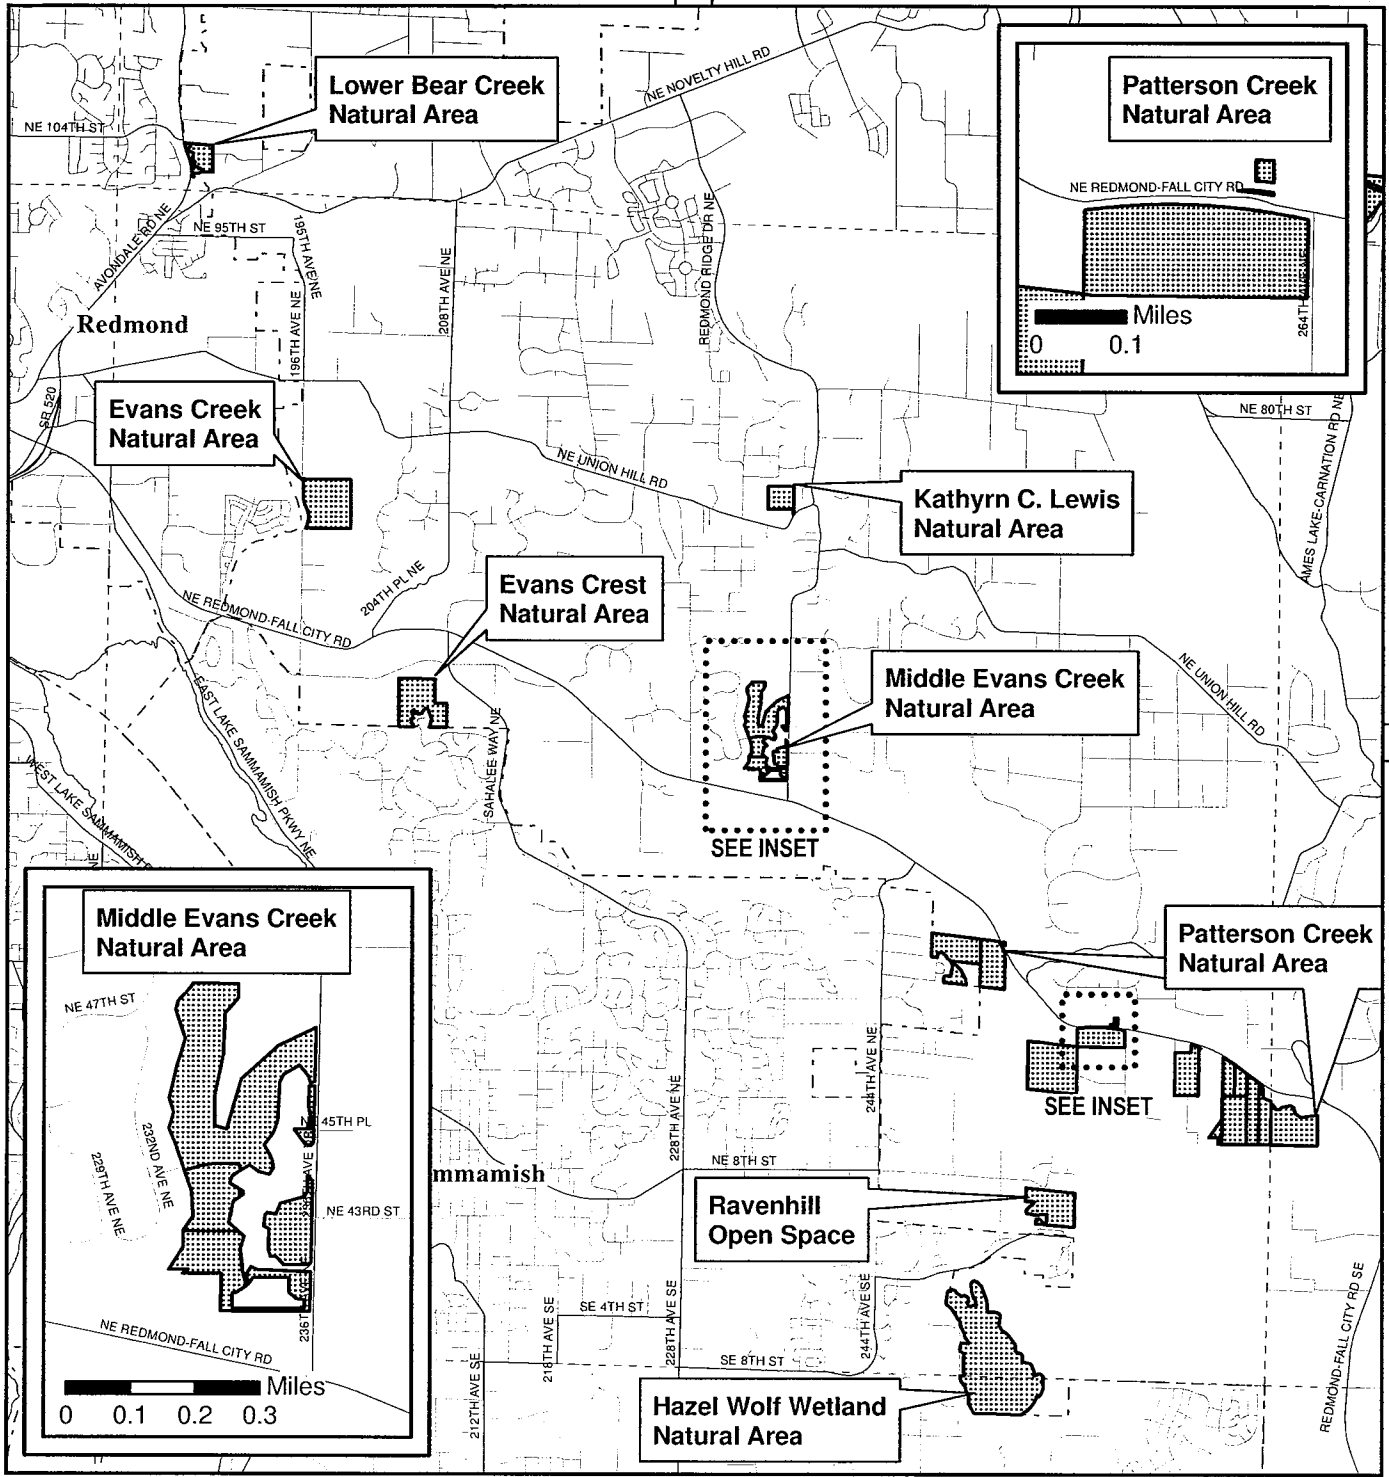 NE NOVELTY HILL RD
Lower Bear Creek
Natural Area
Patterson Creek
Natural Area
NE 104TH ST
NE REDMOND-FALL CITY RD
264TH AVE NE
Miles
0 0.1
AVONDALE RD NE
NE 95TH ST
195TH AVE NE
196TH AVE NE
208TH AVE NE
REDMOND RIDGE DR NE
Redmond
SR 520
Evans Creek
Natural Area
NE 80TH ST
AMES LAKE-CARNATION RD NE
NE UNION HILL RD
Kathyrn C. Lewis
Natural Area
Evans Crest
Natural Area
204TH PL NE
NE REDMOND-FALL CITY RD
Middle Evans Creek
Natural Area
NE UNION HILL RD
EAST LAKE SAMMAMISH PKWY NE
SAHALEE WAY NE
WEST LAKE SAMMAMISH
NE
SEE INSET
Middle Evans Creek
Natural Area
NE 47TH ST
NE 45TH PL
232ND AVE NE
229TH AVE NE
NE 43RD ST
236T
NE REDMOND-FALL CITY RD
Miles
0 0.1 0.2 0.3
Patterson Creek
Natural Area
SEE INSET
244TH AVE NE
228TH AVE NE
NE 8TH ST
mmamish
Ravenhill
Open Space
SE 4TH ST
218TH AVE SE
228TH AVE SE
244TH AVE SE
SE 8TH ST
212TH AVE SE
REDMOND-FALL CITY RD SE
Hazel Wolf Wetland
Natural Area